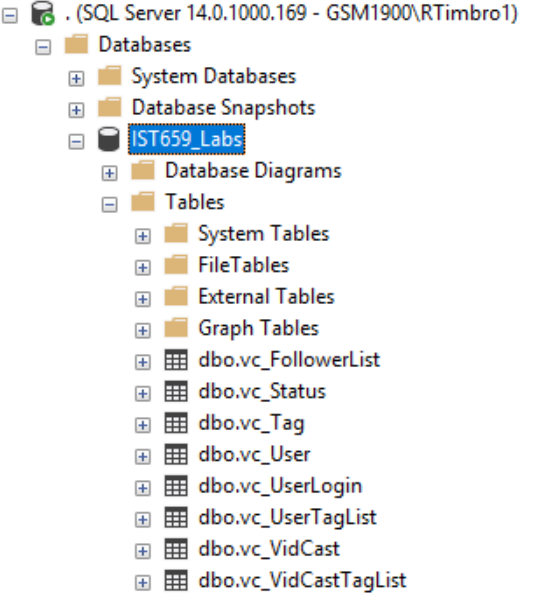 . (SQL Server 14.0.1000.169 - GSM1900\RTimbro1)
Databases
System Databases
Database Snapshots
IST659_Labs
Database Diagrams
Tables
System Tables
FileTables
External Tables
Graph Tables
dbo.vc_FollowerList
dbo.vc_Status
dbo.vc_Tag
dbo.vc_User
dbo.vc_UserLogin
dbo.vc_UserTagList
dbo.vc_VidCast
dbo.vc_VidCastTagList